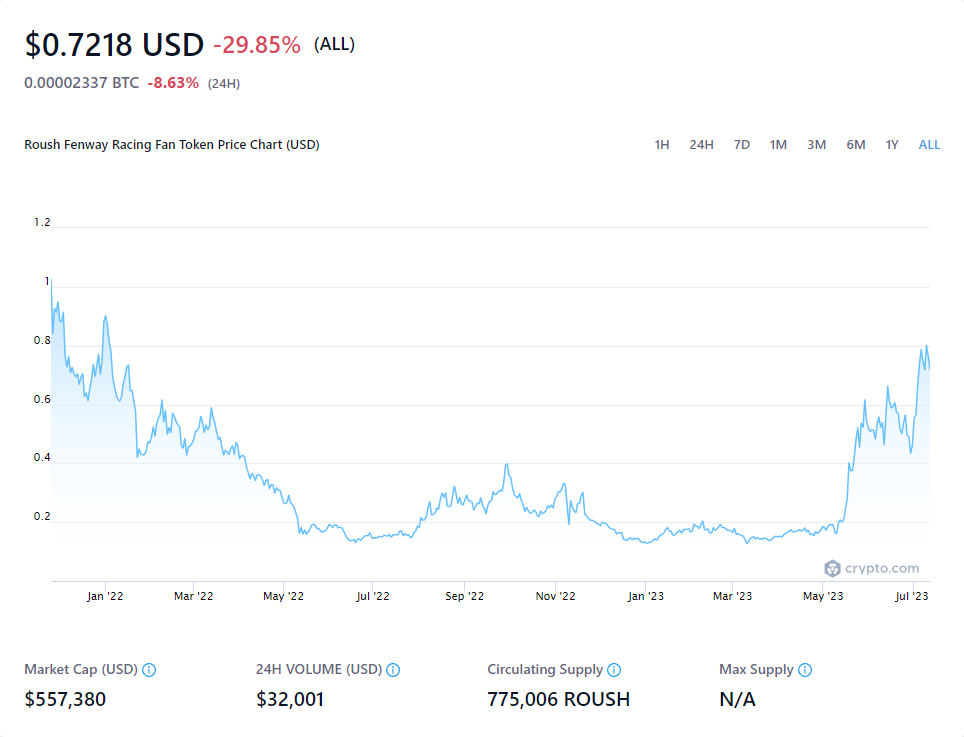 $0.7218 USD -29.85% (ALL)
0.00002337 BTC -8.63% (24H)
Roush Fenway Racing Fan Token Price Chart (USD) 1H 24H 7D 1M 3M 6M 1Y ALL
1.2
1
0.8
0.6
0.4
0.2
crypto.com
Jan '22 Mar '22 May '22 Jul '22 Sep '22 Nov '22 Jan '23 Mar '23 May '23 Jul '23
Market Cap (USD) 24H VOLUME (USD) Circulating Supply Max Supply
$557,380 $32,001 775,006 ROUSH N/A